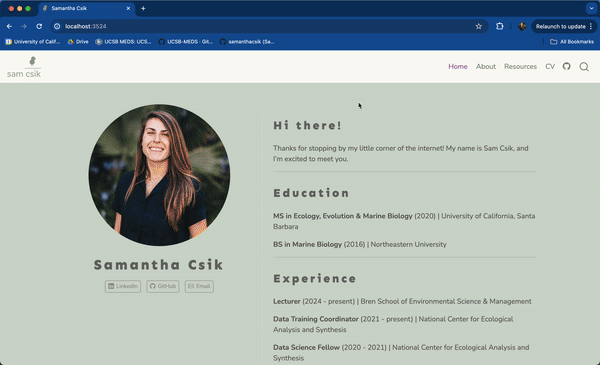 Samantha Csik
localhost:3524
Relaunch to update
University of Calif...
Drive
UCSB MEDS: UCS...
UCSB-MEDS · Git...
samanthacsik (Sa...
All Bookmarks
sam csik
Home
About
Resources
CV
Hi there!
Thanks for stopping by my little corner of the internet! My name is Sam Csik, and
I'm excited to meet you.
Education
MS in Ecology, Evolution & Marine Biology (2020) | University of California, Santa
Barbara
BS in Marine Biology (2016) | Northeastern University
Samantha Csik
LinkedIn
GitHub
Email
Experience
Lecturer (2024 - present) | Bren School of Environmental Science & Management
Data Training Coordinator (2021 - present) | National Center for Ecological
Analysis and Synthesis
Data Science Fellow (2020 - 2021) | National Center for Ecological Analysis and
Synthesis